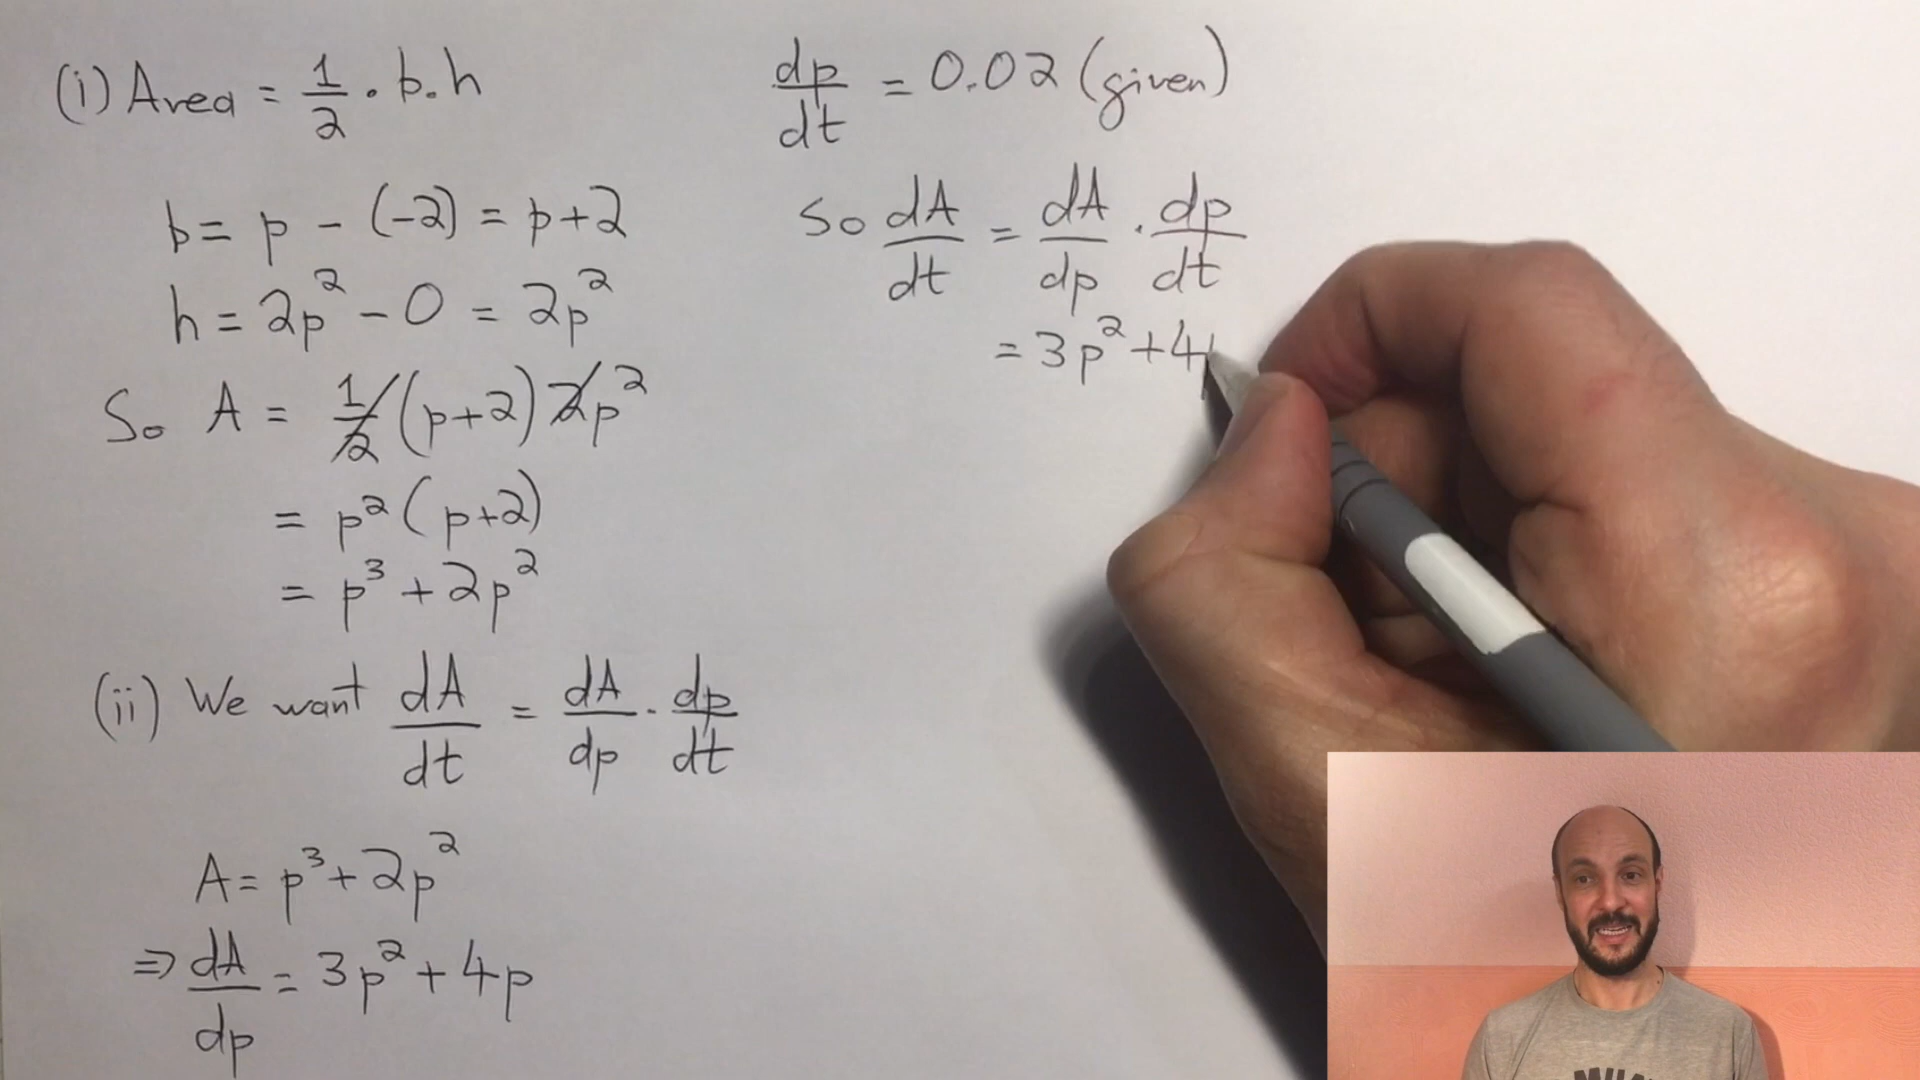 (i) Area = 1/2 · b.h
b = p - (-2) = p+2
h = 2p² - 0 = 2p²
So A = 1/2 (p+2) 2p²
= p² (p+2)
= p³ + 2p²
(ii) We want dA/dt = dA/dp · dp/dt
A = p³ + 2p²
⇒ dA/dp = 3p² + 4p
dp/dt = 0.02 (given)
So dA/dt = dA/dp · dp/dt
= 3p² + 4